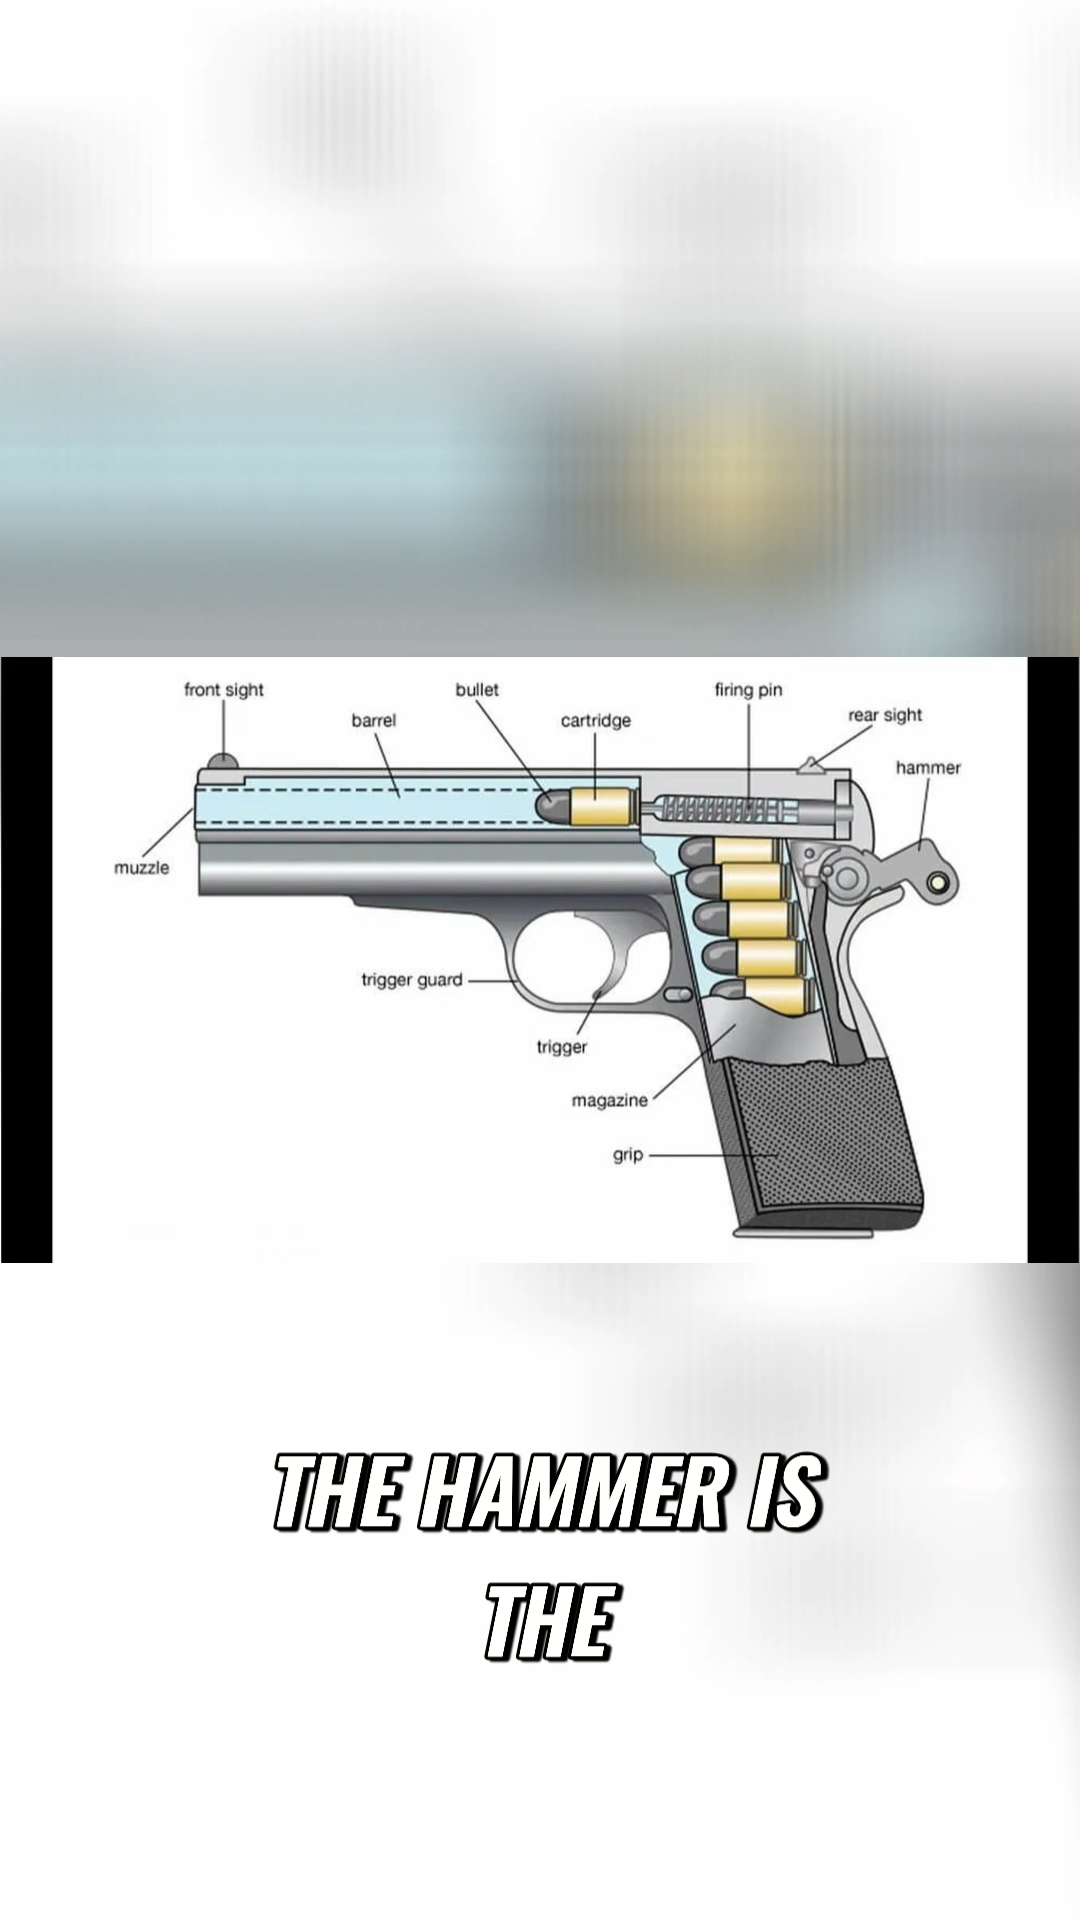 front sight
bullet
firing pin
barrel
cartridge
rear sight
hammer
muzzle
trigger guard
trigger
magazine
grip
THE HAMMER IS
THE